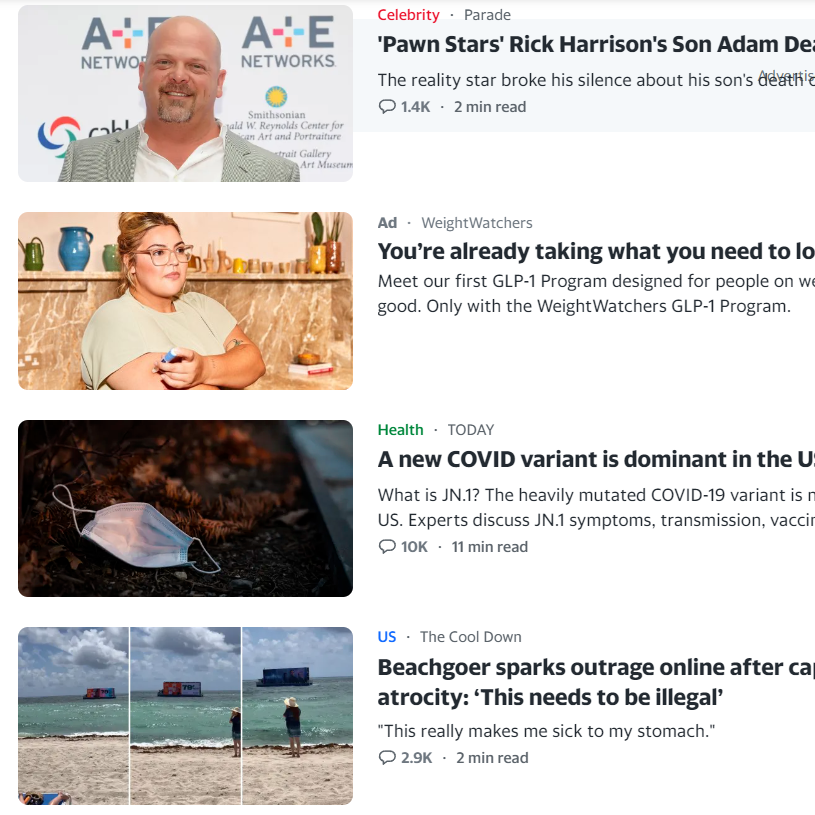 Celebrity · Parade
'Pawn Stars' Rick Harrison's Son Adam Dea
Advertis
The reality star broke his silence about his son's death
1.4K · 2 min read
A+E A+E
NETWO NETWORKS
Smithsonian
ald W. Reynolds Center for
ican Art and Portraiture
cabl
trait Gallery
Art Museum
Ad · WeightWatchers
You’re already taking what you need to lo
Meet our first GLP-1 Program designed for people on we
good. Only with the WeightWatchers GLP-1 Program.
Health · TODAY
A new COVID variant is dominant in the US
What is JN.1? The heavily mutated COVID-19 variant is n
US. Experts discuss JN.1 symptoms, transmission, vaccin
10K · 11 min read
US · The Cool Down
Beachgoer sparks outrage online after cap
atrocity: ‘This needs to be illegal’
"This really makes me sick to my stomach."
2.9K · 2 min read